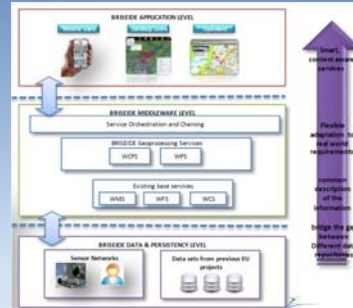 BRISEIDE APPLICATION LEVEL
BRISEIDE MIDDLEWARE LEVEL
Service Orchestration and Chaining
BRISEIDE Geoprocessing Services
WCPS
WPS
Existing base services
WMS
WFS
WCS
BRISEIDE DATA & PERSISTENCY LEVEL
Sensor Networks
Data sets from previous EU
projects
Smart,
context aware
services
Flexible
adaptation to
real world
requirements
common
description
of the
information
bridge the gap
between
Different data
repositories